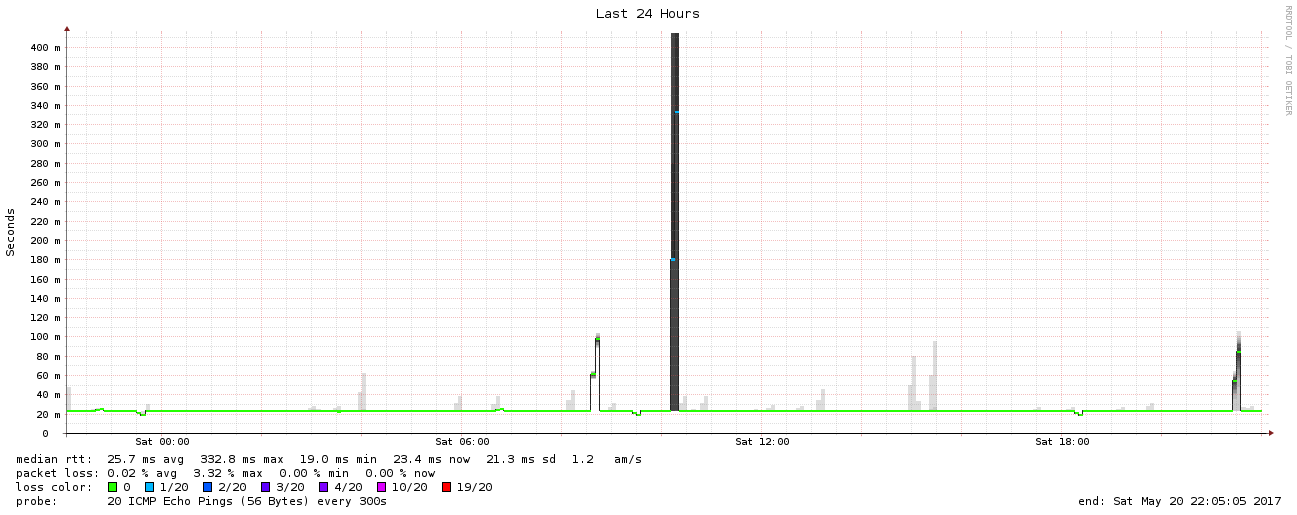 Last 24 Hours
RRDTOOL / TOBI OETIKER
Seconds
400 m
380 m
360 m
340 m
320 m
300 m
280 m
260 m
240 m
220 m
200 m
180 m
160 m
140 m
120 m
100 m
80 m
60 m
40 m
20 m
0
Sat 00:00 Sat 06:00 Sat 12:00 Sat 18:00
median rtt: 25.7 ms avg 332.8 ms max 19.0 ms min 23.4 ms now 21.3 ms sd 1.2 am/s
packet loss: 0.02 % avg 3.32 % max 0.00 % min 0.00 % now
loss color: 0 1/20 2/20 3/20 4/20 10/20 19/20
probe: 20 ICMP Echo Pings (56 Bytes) every 300s end: Sat May 20 22:05:05 2017